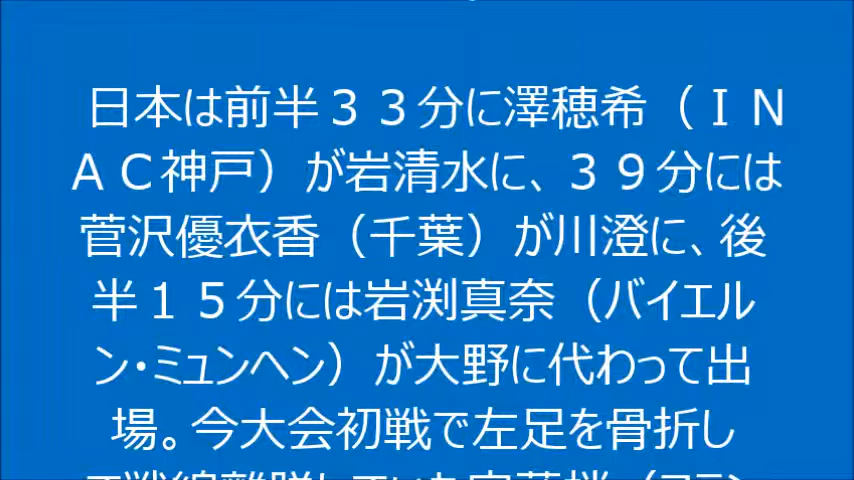 日本は前半３３分に澤穂希（ＩＮ
ＡＣ神戸）が岩清水に、３９分には
菅沢優衣香（千葉）が川澄に、後
半１５分には岩渕真奈（バイエル
ン・ミュンヘン）が大野に代わって出
場。今大会初戦で左足を骨折し